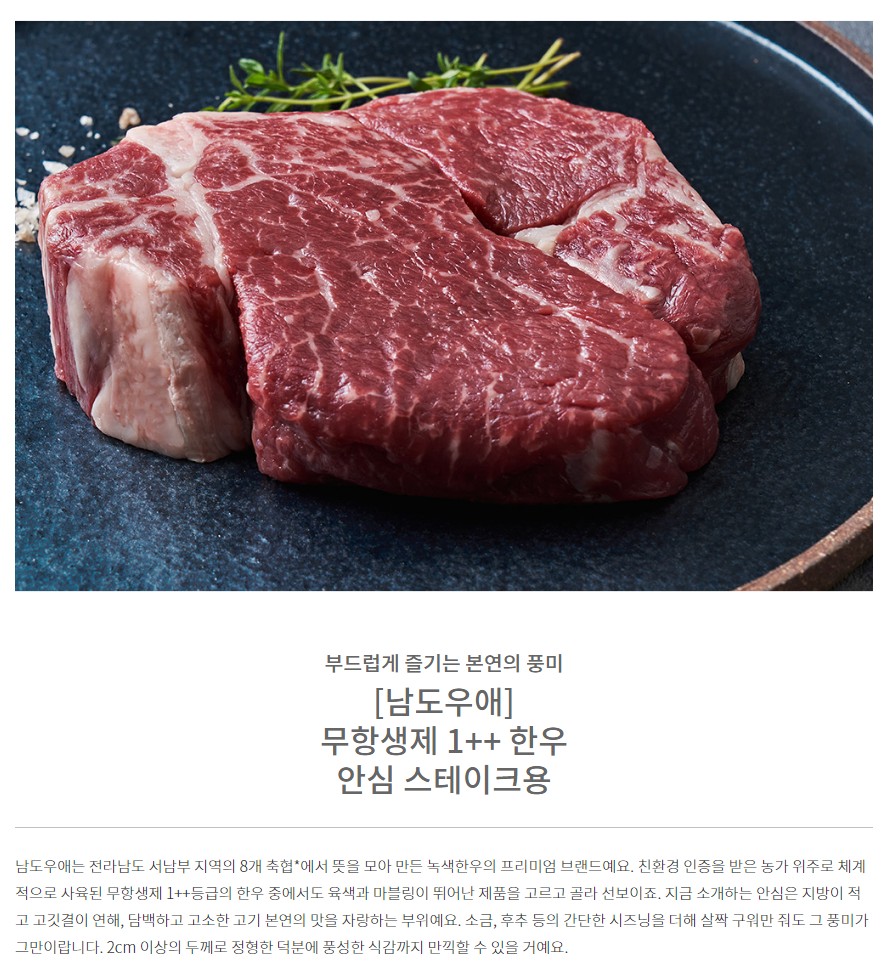 부드럽게 즐기는 본연의 풍미
[남도우애]
무항생제 1++ 한우
안심 스테이크용
남도우애는 전라남도 서남부 지역의 8개 축협*에서 뜻을 모아 만든 녹색한우의 프리미엄 브랜드예요. 친환경 인증을 받은 농가 위주로 체계
적으로 사육된 무항생제 1++등급의 한우 중에서도 육색과 마블링이 뛰어난 제품을 고르고 골라 선보이죠. 지금 소개하는 안심은 지방이 적
고 고깃결이 연해, 담백하고 고소한 고기 본연의 맛을 자랑하는 부위예요. 소금, 후추 등의 간단한 시즈닝을 더해 살짝 구워만 줘도 그 풍미가
그만이랍니다. 2cm 이상의 두께로 정형한 덕분에 풍성한 식감까지 만끽할 수 있을 거예요.